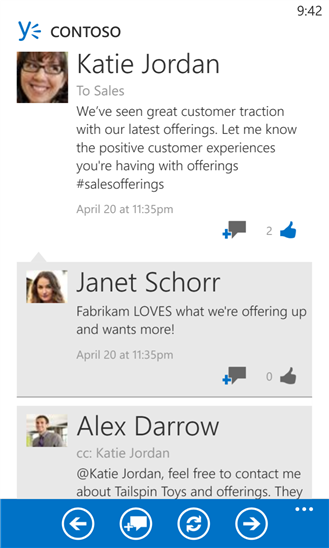 9:42
y CONTOSO
Katie Jordan
To Sales
We've seen great customer traction
with our latest offerings. Let me know
the positive customer experiences
you're having with offerings
#salesofferings
April 20 at 11:35pm
2
Janet Schorr
Fabrikam LOVES what we're offering up
and wants more!
April 20 at 11:35pm
0
Alex Darrow
cc: Katie Jordan
@Katie Jordan, feel free to contact me
about Tailspin Toys and offerings. They